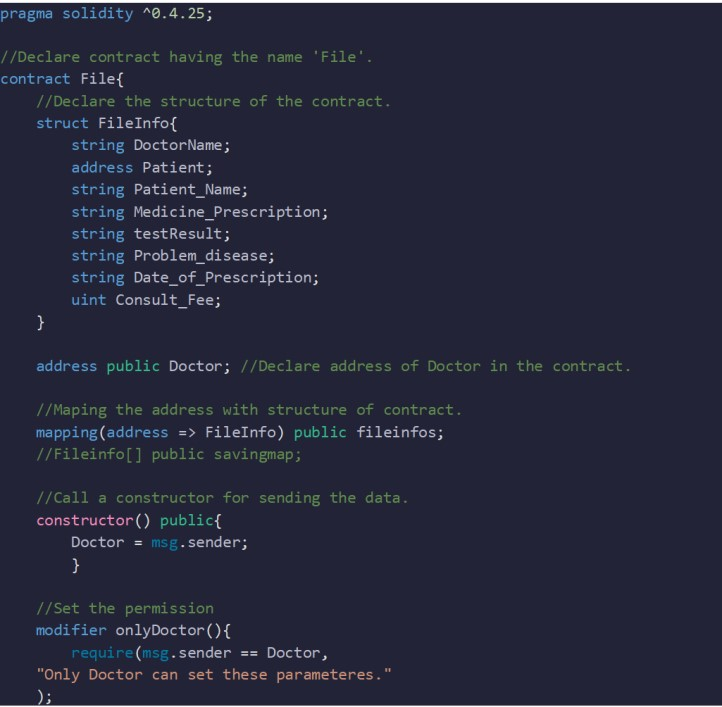 pragma solidity ^0.4.25;
//Declare contract having the name 'File'.
contract File{
//Declare the structure of the contract.
struct FileInfo{
string DoctorName;
address Patient;
string Patient_Name;
string Medicine_Prescription;
string testResult;
string Problem_disease;
string Date_of_Prescription;
uint Consult_Fee;
}
address public Doctor; //Declare address of Doctor in the contract.
//Maping the address with structure of contract.
mapping(address => FileInfo) public fileinfos;
//Fileinfo[] public savingmap;
//Call a constructor for sending the data.
constructor() public{
Doctor = msg.sender;
}
//Set the permission
modifier onlyDoctor(){
require(msg.sender == Doctor,
"Only Doctor can set these parameteres."
);